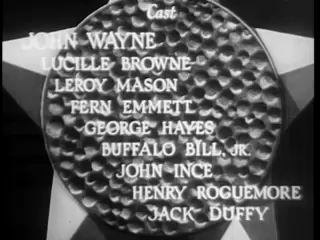 Cast
JOHN WAYNE
LUCILLE BROWNE
LEROY MASON
FERN EMMETT
GEORGE HAYES
BUFFALO BILL, JR.
JOHN INCE
HENRY ROGUEMORE
JACK DUFFY